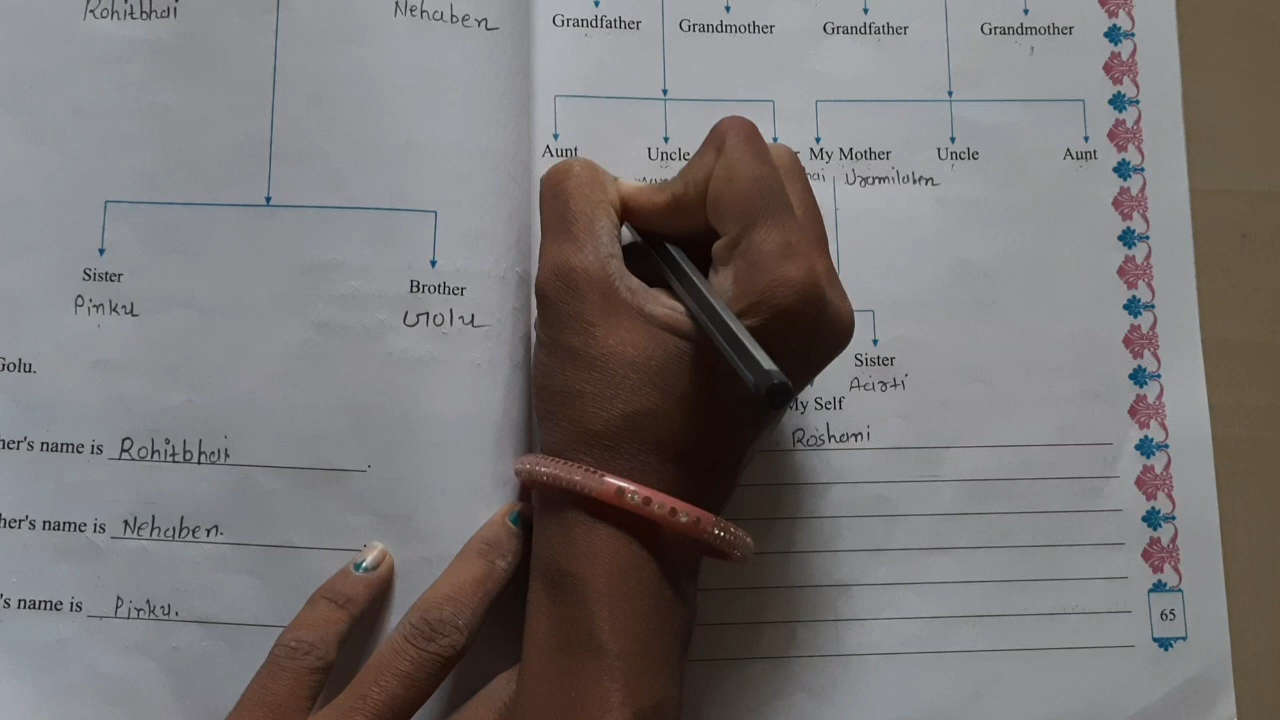 Rohitbhai Nehaben
Sister Brother
Pinku golu
Golu.
her's name is Rohitbhai.
her's name is Nehaben.
's name is Pinku.
Grandfather Grandmother Grandfather Grandmother
Aunt Uncle My Mother Uncle Aunt
hai Urmilaben
Sister
My Self
Roshani
65